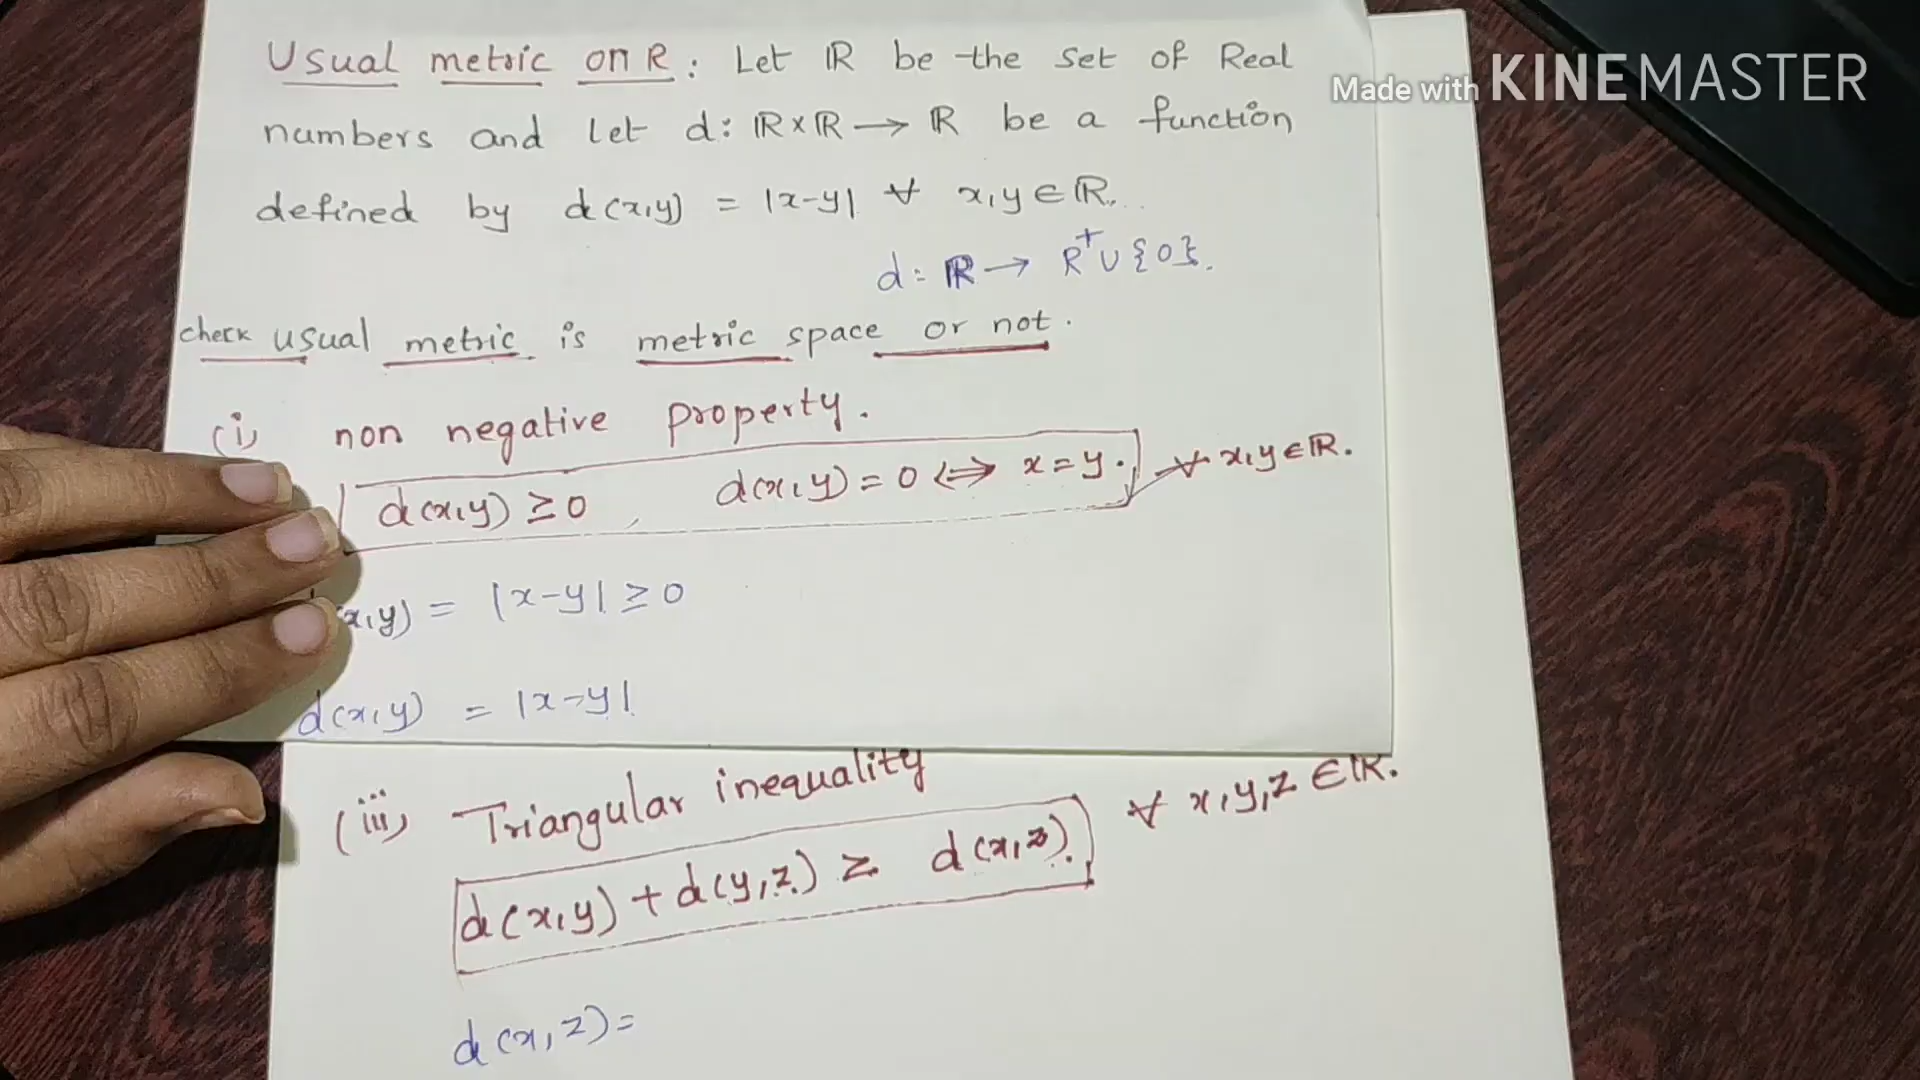 Usual metric on R: Let ℝ be the set of Real
numbers and let d: ℝ×ℝ → ℝ be a function
defined by d(x,y) = |x-y| ∀ x,y ∈ ℝ.
d: ℝ → R⁺∪{0}.
check usual metric is metric space or not.
(i) non negative property.
d(x,y) ≥ 0, d(x,y) = 0 ⟺ x = y. ∀ x,y ∈ ℝ.
(x,y) = |x-y| ≥ 0
d(x,y) = |x-y|
(iii) Triangular inequality
d(x,y) + d(y,z) ≥ d(x,z). ∀ x,y,z ∈ ℝ.
d(x,z) =
Made with KINEMASTER